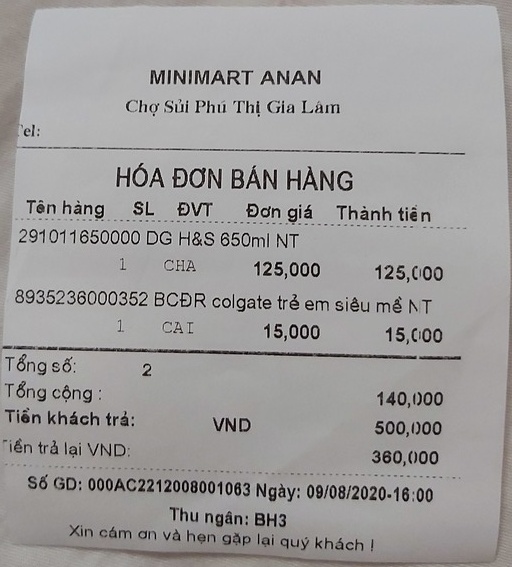 MINIMART ANAN
Chợ Sủi Phú Thị Gia Lâm
Tel:
HÓA ĐƠN BÁN HÀNG
Tên hàng SL ĐVT Đơn giá Thành tiền
291011650000 DG H&S 650ml NT
1 CHA 125,000 125,000
8935236000352 BCĐR colgate trẻ em siêu mề NT
1 CAI 15,000 15,000
Tổng số: 2
Tổng cộng : 140,000
Tiền khách trả: VND 500,000
Tiền trả lại VND: 360,000
Số GD: 000AC2212008001063 Ngày: 09/08/2020-16:00
Thu ngân: BH3
Xin cám ơn và hẹn gặp lại quý khách !